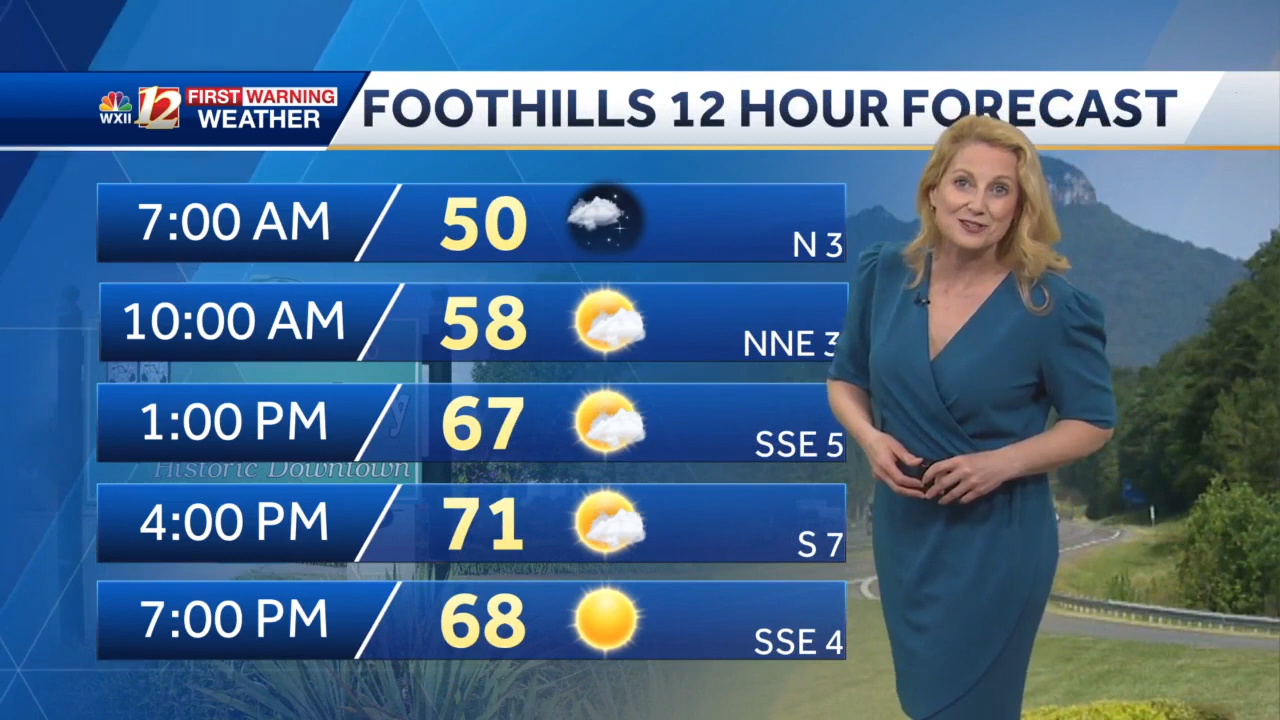 WXII 12 FIRST WARNING WEATHER
FOOTHILLS 12 HOUR FORECAST
7:00 AM 50 N 3
10:00 AM 58 NNE 3
1:00 PM 67 SSE 5
Historic Downtown
4:00 PM 71 S 7
7:00 PM 68 SSE 4